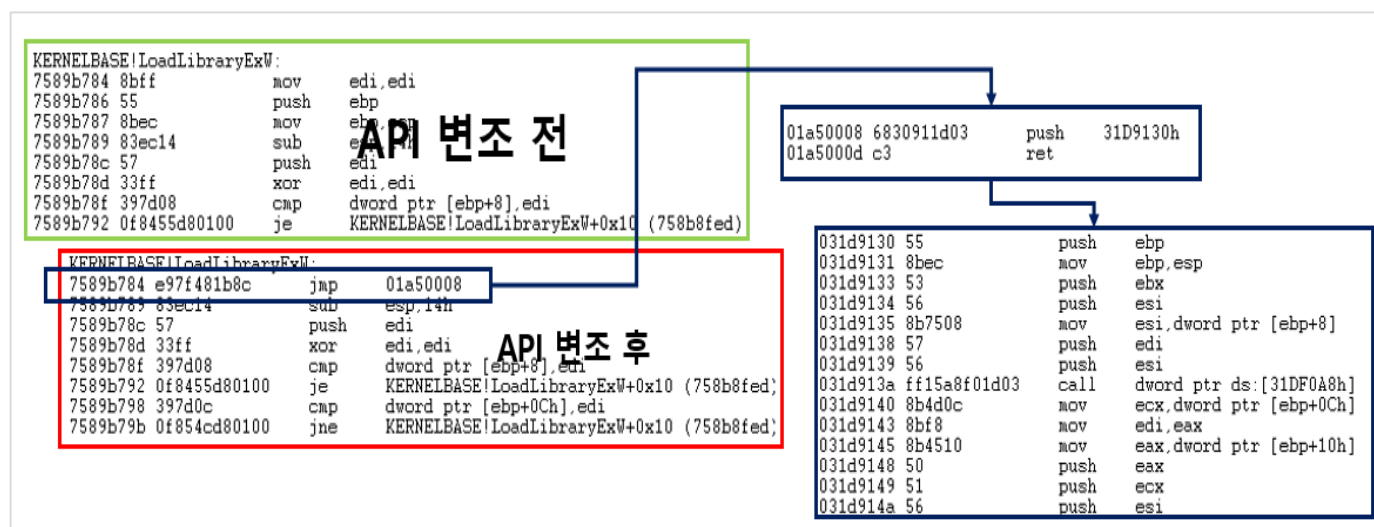 KERNELBASE!LoadLibraryExW:
7589b784 8bff mov edi,edi
7589b786 55 push ebp
7589b787 8bec mov
7589b789 83ec14 sub
7589b78c 57 push edi
7589b78d 33ff xor edi,edi
7589b78f 397d08 cmp dword ptr [ebp+8],edi
7589b792 0f8455d80100 je KERNELBASE!LoadLibraryExW+0x10 (758b8fed)
API 변조 전
KERNELBASE!LoadLibraryExW:
7589b784 e97f481b8c jmp 01a50008
7589b789 83ec14 sub esp,14h
7589b78c 57 push edi
7589b78d 33ff xor edi,edi
7589b78f 397d08 cmp dword ptr [ebp+8],edi
7589b792 0f8455d80100 je KERNELBASE!LoadLibraryExW+0x10 (758b8fed)
7589b798 397d0c cmp dword ptr [ebp+0Ch],edi
7589b79b 0f854cd80100 jne KERNELBASE!LoadLibraryExW+0x10 (758b8fed)
API 변조 후
01a50008 6830911d03 push 31D9130h
01a5000d c3 ret
031d9130 55 push ebp
031d9131 8bec mov ebp,esp
031d9133 53 push ebx
031d9134 56 push esi
031d9135 8b7508 mov esi,dword ptr [ebp+8]
031d9138 57 push edi
031d9139 56 push esi
031d913a ff15a8f01d03 call dword ptr ds:[31DF0A8h]
031d9140 8b4d0c mov ecx,dword ptr [ebp+0Ch]
031d9143 8bf8 mov edi,eax
031d9145 8b4510 mov eax,dword ptr [ebp+10h]
031d9148 50 push eax
031d9149 51 push ecx
031d914a 56 push esi